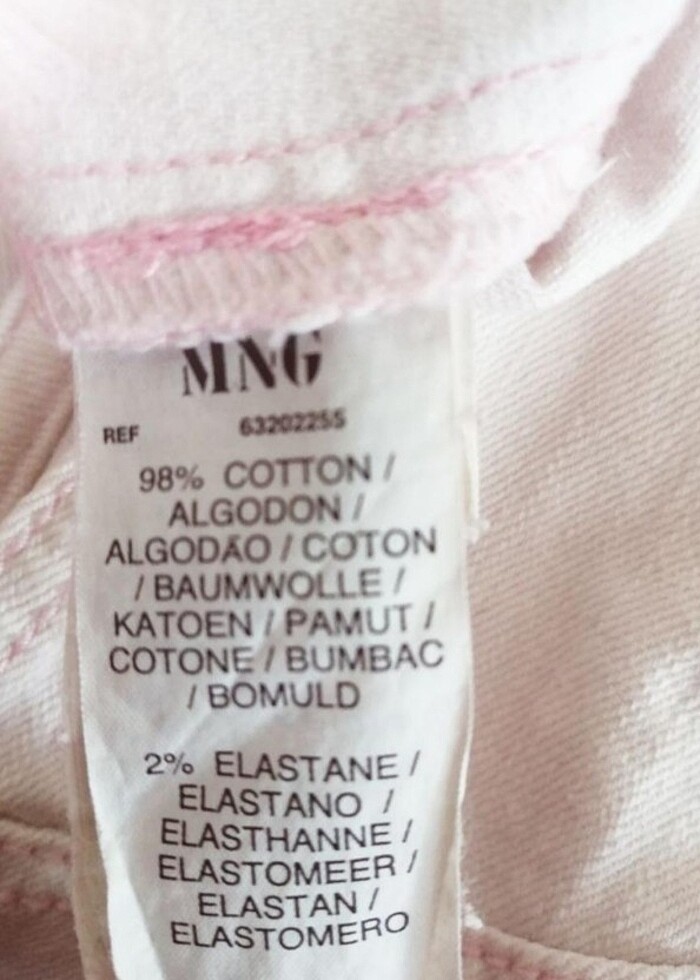 MNG
REF 63202255
98% COTTON /
ALGODON /
ALGODÃO / COTON
/ BAUMWOLLE /
KATOEN / PAMUT /
COTONE / BUMBAC
/ BOMULD
2% ELASTANE /
ELASTANO /
ELASTHANNE /
ELASTOMEER /
ELASTAN /
ELASTOMERO